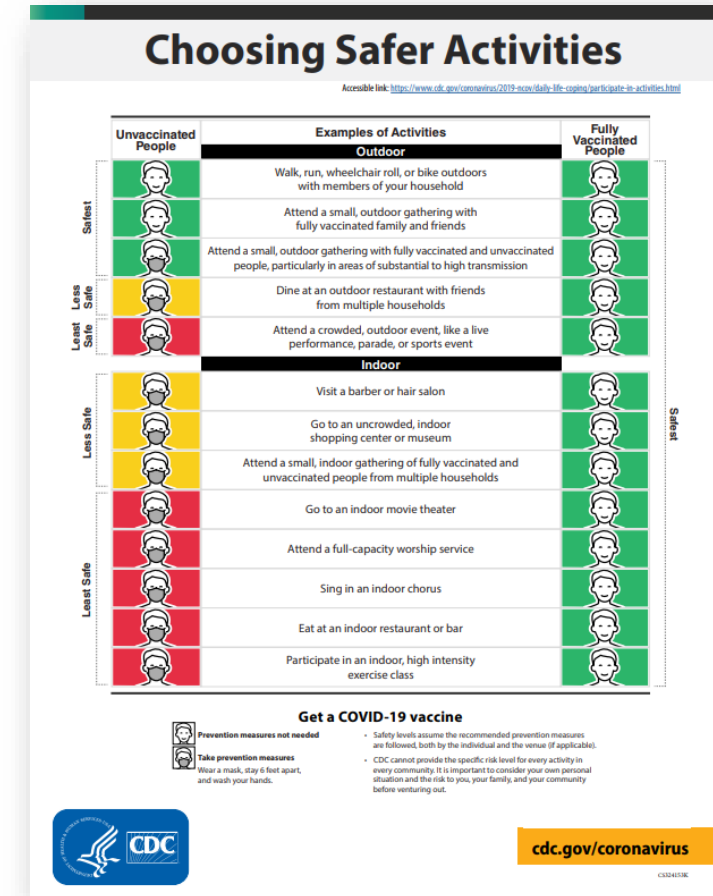 Choosing Safer Activities
Accessible link: https://www.cdc.gov/coronavirus/2019-ncov/daily-life-coping/participate-in-activities.html
Unvaccinated
People
Examples of Activities
Fully
Vaccinated
People
Outdoor
Safest
Walk, run, wheelchair roll, or bike outdoors
with members of your household
Attend a small, outdoor gathering with
fully vaccinated family and friends
Attend a small, outdoor gathering with fully vaccinated and unvaccinated
people, particularly in areas of substantial to high transmission
Less
Safe
Dine at an outdoor restaurant with friends
from multiple households
Least
Safe
Attend a crowded, outdoor event, like a live
performance, parade, or sports event
Indoor
Less Safe
Visit a barber or hair salon
Go to an uncrowded, indoor
shopping center or museum
Attend a small, indoor gathering of fully vaccinated and
unvaccinated people from multiple households
Safest
Least Safe
Go to an indoor movie theater
Attend a full-capacity worship service
Sing in an indoor chorus
Eat at an indoor restaurant or bar
Participate in an indoor, high intensity
exercise class
Get a COVID-19 vaccine
Prevention measures not needed
Take prevention measures
Wear a mask, stay 6 feet apart,
and wash your hands.
• Safety levels assume the recommended prevention measures
are followed, both by the individual and the venue (if applicable).
• CDC cannot provide the specific risk level for every activity in
every community. It is important to consider your own personal
situation and the risk to you, your family, and your community
before venturing out.
CDC
cdc.gov/coronavirus
CS324153K